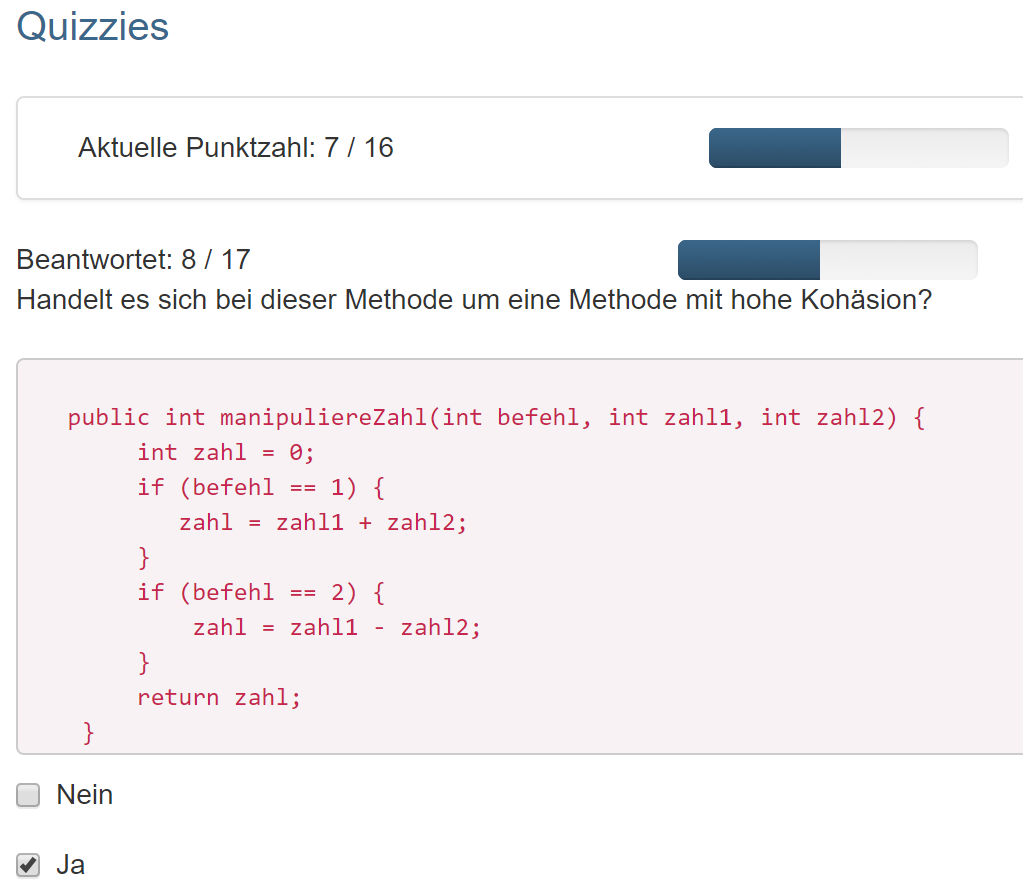 Quizzies
Aktuelle Punktzahl: 7 / 16
Beantwortet: 8 / 17
Handelt es sich bei dieser Methode um eine Methode mit hohe Kohäsion?
public int manipuliereZahl(int befehl, int zahl1, int zahl2) {
int zahl = 0;
if (befehl == 1) {
zahl = zahl1 + zahl2;
}
if (befehl == 2) {
zahl = zahl1 - zahl2;
}
return zahl;
}
Nein
Ja